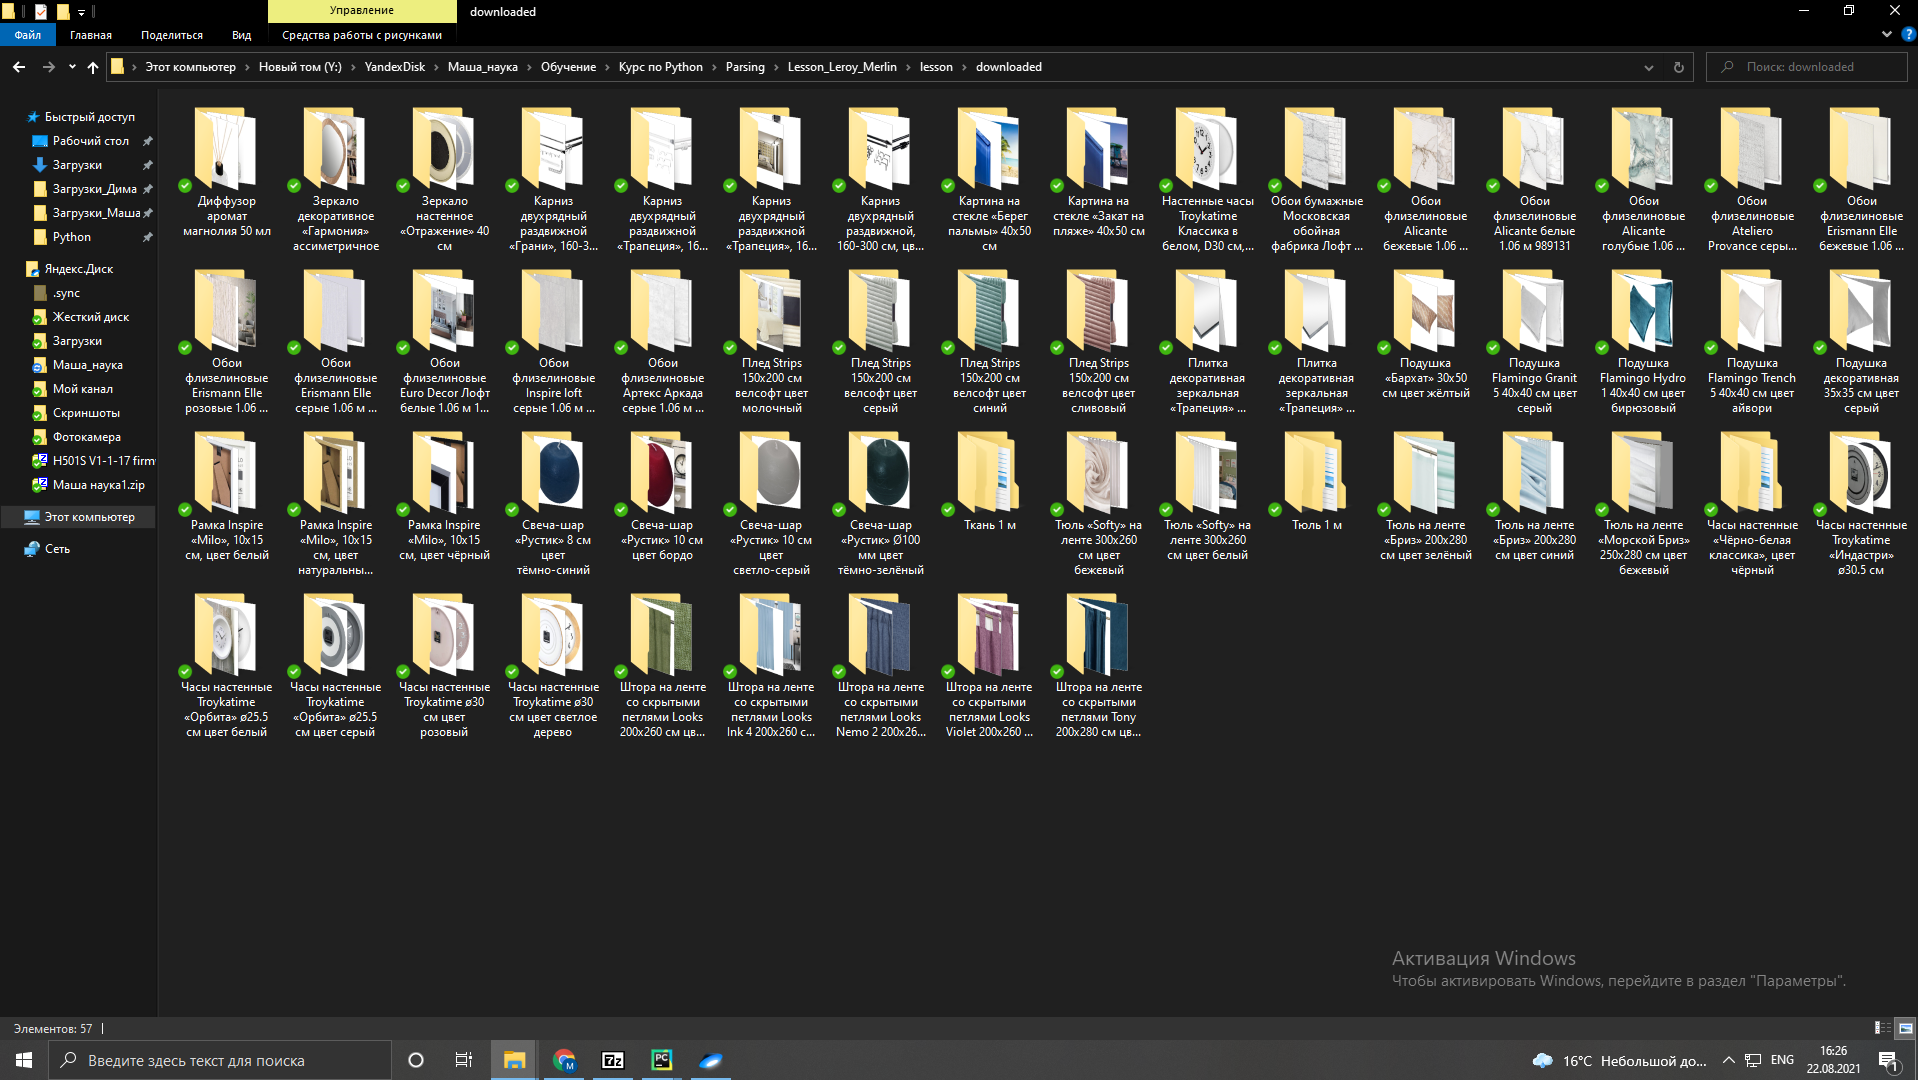 Управление
downloaded
Файл
Главная
Поделиться
Вид
Средства работы с рисунками
Этот компьютер
Новый том (Y:)
YandexDisk
Маша_наука
Обучение
Курс по Python
Parsing
Lesson_Leroy_Merlin
lesson
downloaded
Поиск: downloaded
Быстрый доступ
Рабочий стол
Загрузки
Загрузки_Дима
Загрузки_Маша
Python
Яндекс.Диск
.sync
Жесткий диск
Загрузки
Маша_наука
Мой канал
Скриншоты
Фотокамера
H501S V1-1-17 firm
Маша наука1.zip
Этот компьютер
Сеть
Диффузор
аромат
магнолия 50 мл
Зеркало
декоративное
«Гармония»
ассиметричное
Зеркало
настенное
«Отражение» 40
см
Карниз
двухрядный
раздвижной
«Грани», 160-3...
Карниз
двухрядный
раздвижной
«Трапеция», 16...
Карниз
двухрядный
раздвижной
«Трапеция», 16...
Карниз
двухрядный
раздвижной,
160-300 см, цв...
Картина на
стекле «Берег
пальмы» 40x50
см
Картина на
стекле «Закат на
пляже» 40x50 см
Настенные часы
Troykatime
Классика в
белом, D30 см,...
Обои бумажные
Московская
обойная
фабрика Лофт ...
Обои
флизелиновые
Alicante
бежевые 1.06 ...
Обои
флизелиновые
Alicante белые
1.06 м 989131
Обои
флизелиновые
Alicante
голубые 1.06 ...
Обои
флизелиновые
Ateliero
Provance серы...
Обои
флизелиновые
Erismann Elle
бежевые 1.06 ...
Обои
флизелиновые
Erismann Elle
розовые 1.06 ...
Обои
флизелиновые
Erismann Elle
серые 1.06 м ...
Обои
флизелиновые
Euro Decor Лофт
белые 1.06 м 1...
Обои
флизелиновые
Inspire loft
серые 1.06 м ...
Обои
флизелиновые
Артекс Аркада
серые 1.06 м ...
Плед Strips
150x200 см
велсофт цвет
молочный
Плед Strips
150x200 см
велсофт цвет
серый
Плед Strips
150x200 см
велсофт цвет
синий
Плед Strips
150x200 см
велсофт цвет
сливовый
Плитка
декоративная
зеркальная
«Трапеция» ...
Плитка
декоративная
зеркальная
«Трапеция» ...
Подушка
«Бархат» 30x50
см цвет жёлтый
Подушка
Flamingo Granit
5 40x40 см цвет
серый
Подушка
Flamingo Hydro
1 40x40 см цвет
бирюзовый
Подушка
Flamingo Trench
5 40x40 см цвет
айвори
Подушка
декоративная
35x35 см цвет
серый
Рамка Inspire
«Milo», 10x15
см, цвет белый
Рамка Inspire
«Milo», 10x15
см, цвет
натуральны...
Рамка Inspire
«Milo», 10x15
см, цвет чёрный
Свеча-шар
«Рустик» 8 см
цвет
тёмно-синий
Свеча-шар
«Рустик» 10 см
цвет бордо
Свеча-шар
«Рустик» 10 см
цвет
светло-серый
Свеча-шар
«Рустик» Ø100
мм цвет
тёмно-зелёный
Ткань 1 м
Тюль «Softy» на
ленте 300x260
см цвет
бежевый
Тюль «Softy» на
ленте 300x260
см цвет белый
Тюль 1 м
Тюль на ленте
«Бриз» 200x280
см цвет зелёный
Тюль на ленте
«Бриз» 200x280
см цвет синий
Тюль на ленте
«Морской Бриз»
250x280 см цвет
бежевый
Часы настенные
«Чёрно-белая
классика», цвет
чёрный
Часы настенные
Troykatime
«Индастри»
ø30.5 см
Часы настенные
Troykatime
«Орбита» ø25.5
см цвет белый
Часы настенные
Troykatime
«Орбита» ø25.5
см цвет серый
Часы настенные
Troykatime ø30
см цвет
розовый
Часы настенные
Troykatime ø30
см цвет светлое
дерево
Штора на ленте
со скрытыми
петлями Looks
200x260 см цв...
Штора на ленте
со скрытыми
петлями Looks
Ink 4 200x260 с...
Штора на ленте
со скрытыми
петлями Looks
Nemo 2 200x26...
Штора на ленте
со скрытыми
петлями Looks
Violet 200x260 ...
Штора на ленте
со скрытыми
петлями Tony
200x280 см цв...
Активация Windows
Чтобы активировать Windows, перейдите в раздел "Параметры".
Элементов: 57
Введите здесь текст для поиска
M
7z
PC
16°C Небольшой до...
ENG
16:26
22.08.2021
1